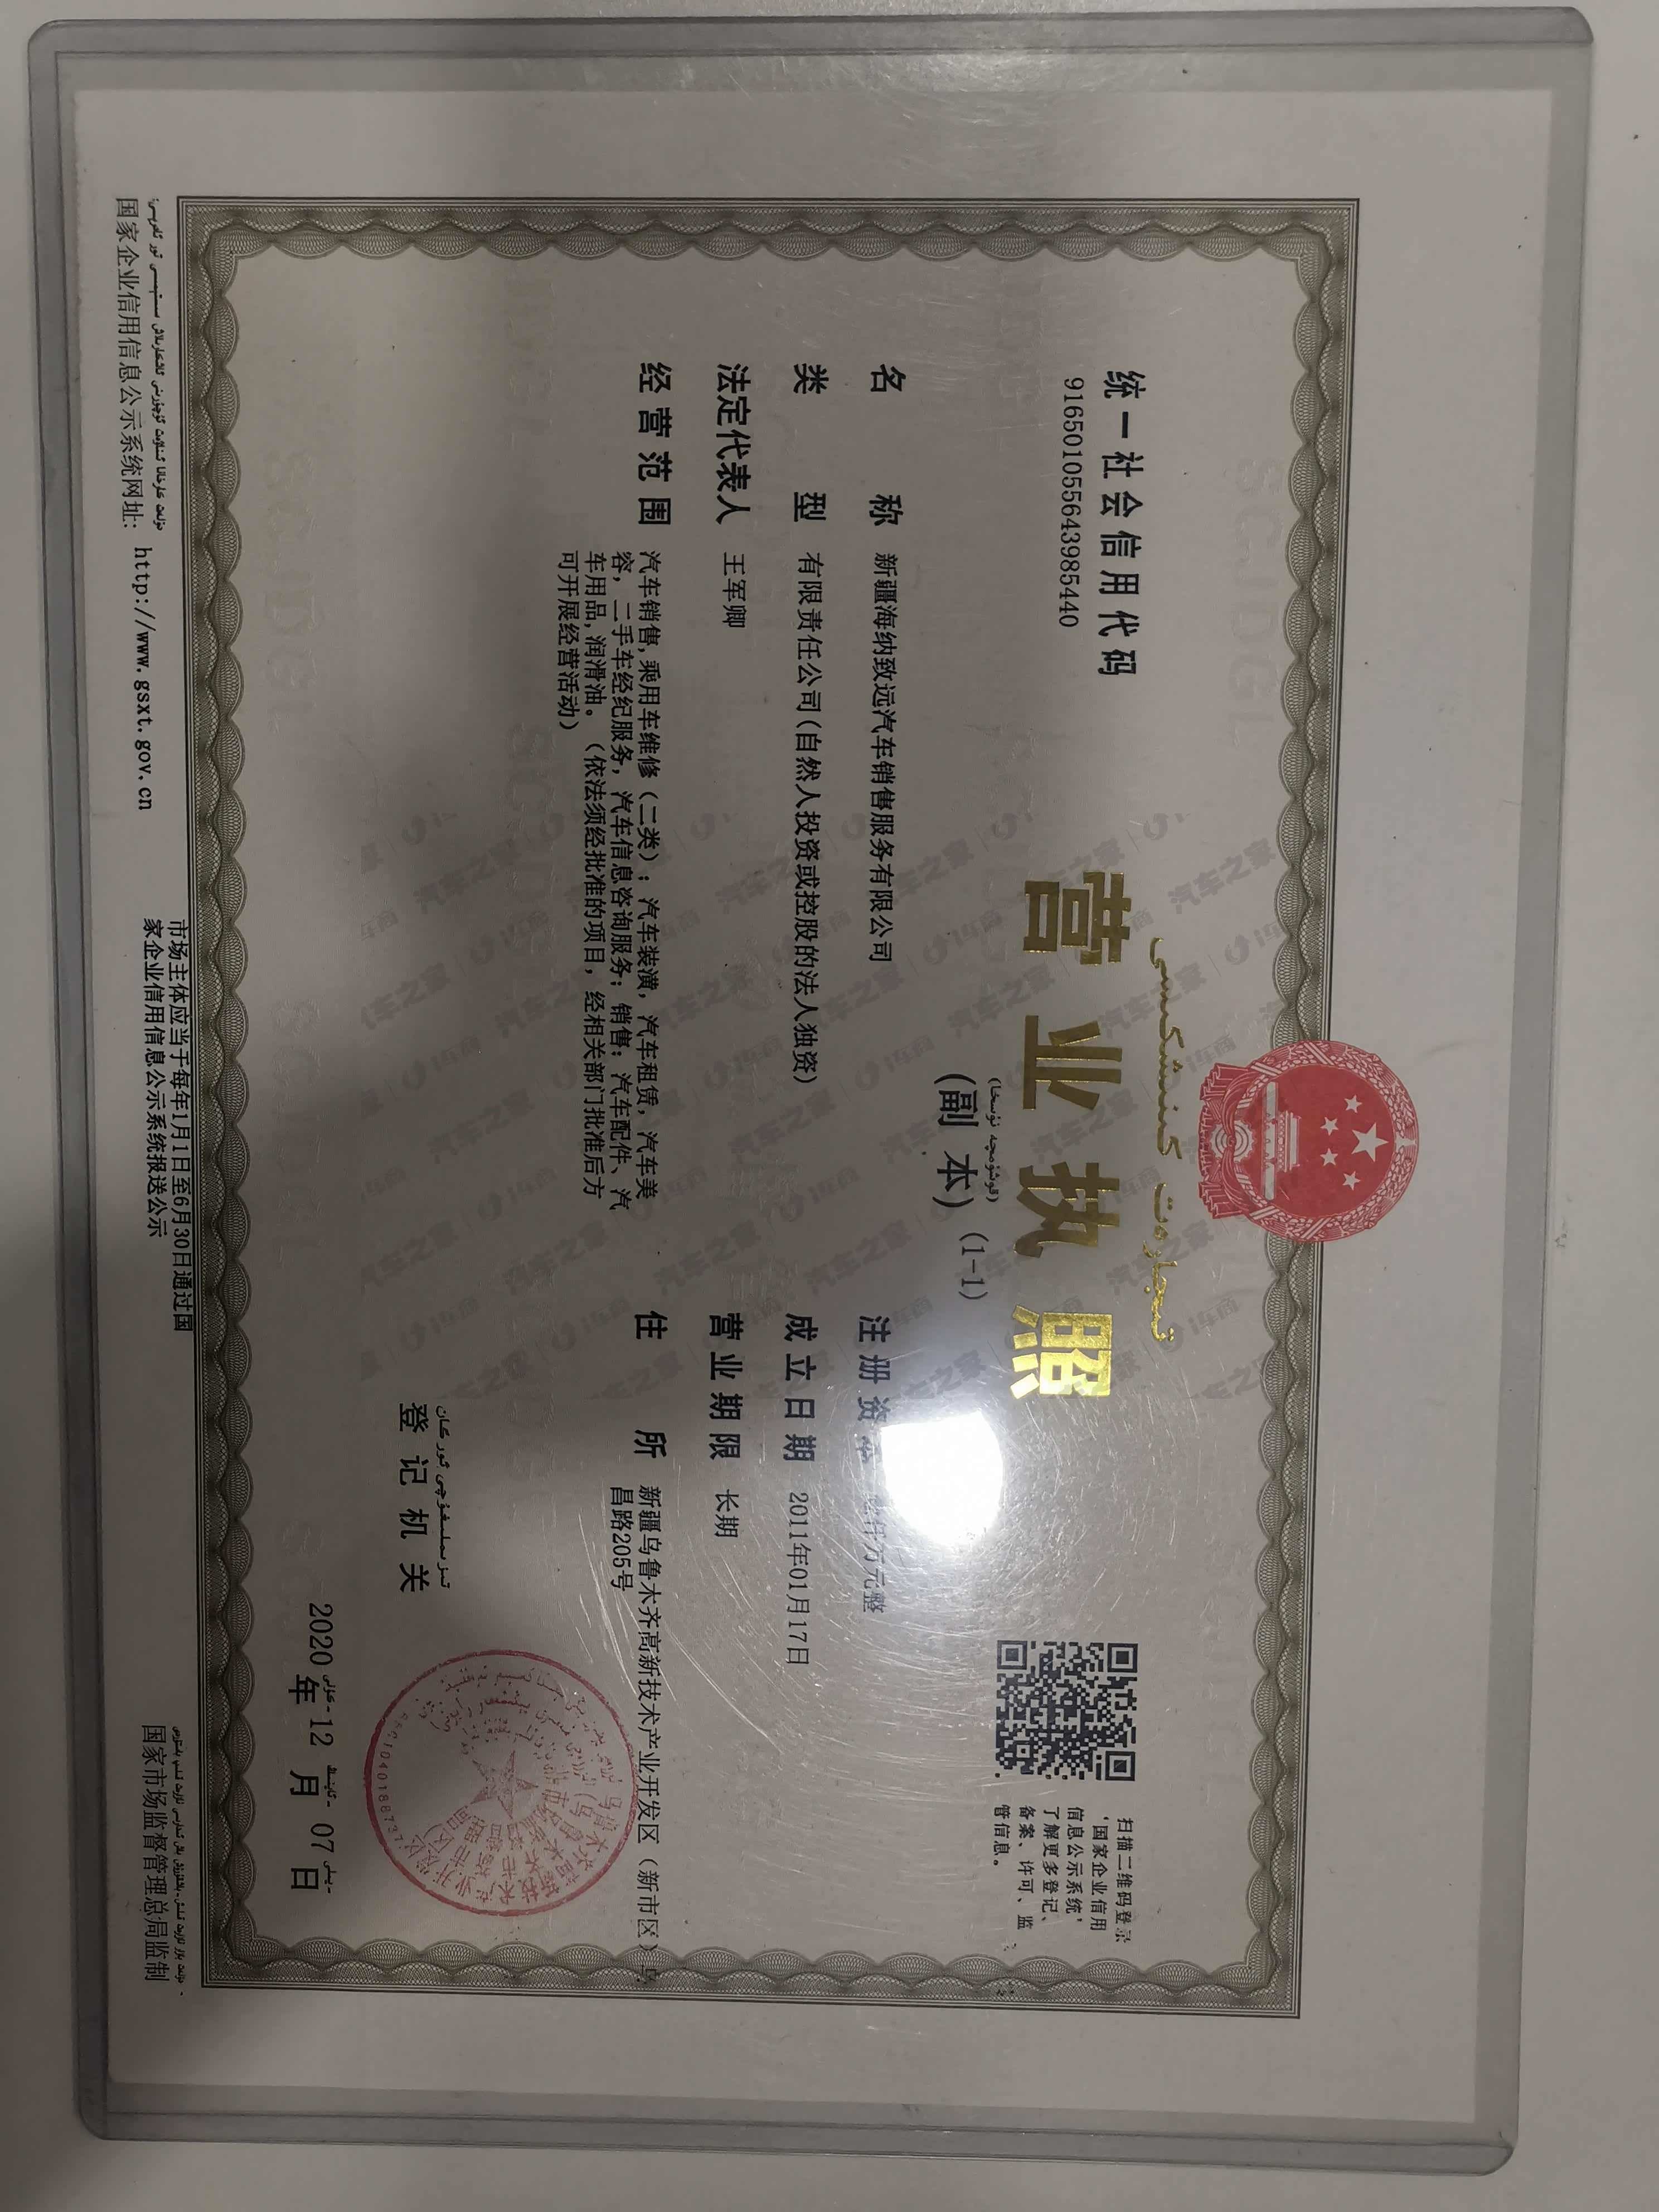 统一社会信用代码
91650105564398544O
营业执照
(副本)
(1-1)
扫描二维码登录
‘国家企业信用
信息公示系统’
了解更多登记、
备案、许可、监
管信息。
名称 新疆海纳致远汽车销售服务有限公司
类型 有限责任公司(自然人投资或控股的法人独资)
法定代表人 王军卿
经营范围 汽车销售,乘用车维修（二类）；汽车装潢，汽车租赁，汽车美
容，二手车经纪服务，汽车信息咨询服务；销售：汽车配件、汽
车用品,润滑油。（依法须经批准的项目，经相关部门批准后方
可开展经营活动）
注册资 仟万元整
成立日期 2011年01月17日
营业期限 长期
住所 新疆乌鲁木齐高新技术产业开发区（新市区）
昌路205号
登记机关
2020年12月07日
国家企业信用信息公示系统网址: http://www.gsxt.gov.cn
市场主体应当于每年1月1日至6月30日通过国
家企业信用信息公示系统报送公示
国家市场监督管理总局监制
汽车之家